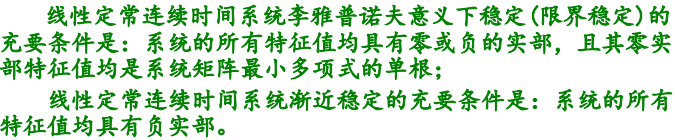 线性定常连续时间系统李雅普诺夫意义下稳定(限界稳定)的
充要条件是：系统的所有特征值均具有零或负的实部，且其零实
部特征值均是系统矩阵最小多项式的单根；
线性定常连续时间系统渐近稳定的充要条件是：系统的所有
特征值均具有负实部。